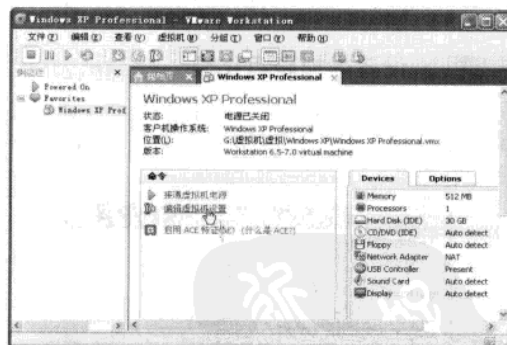 Windows XP Professional - VMware Workstation
文件(F) 编辑(E) 查看(V) 虚拟机(M) 分组(T) 窗口(W) 帮助(H)
侧边栏 × Windows XP Professional ×
Powered On
Favorites
Windows XP Prof
Windows XP Professional
状态: 电源已关闭
客户机操作系统: Windows XP Professional
位置(L): G:\虚拟机\虚拟\Windows XP\Windows XP Professional.vmx
版本: Workstation 6.5-7.0 virtual machine
命令
接通虚拟机电源
编辑虚拟机设置
启用 ACE 特征(N) (什么是 ACE?)
Devices Options
Memory 512 MB
Processors 1
Hard Disk (IDE) 30 GB
CD/DVD (IDE) Auto detect
Floppy Auto detect
Network Adapter NAT
USB Controller Present
Sound Card Auto detect
Display Auto detect